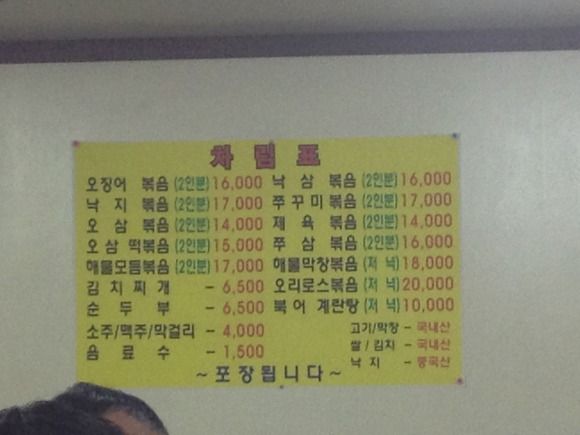 차림표
오징어 볶음 (2인분) 16,000 낙 삼 볶음 (2인분) 16,000
낙 지 볶음 (2인분) 17,000 쭈꾸미볶음 (2인분) 17,000
오 삼 볶음 (2인분) 14,000 제 육 볶음 (2인분) 14,000
오 삼 떡볶음 (2인분) 15,000 쭈 삼 볶음 (2인분) 16,000
해물모듬볶음 (2인분) 17,000 해물막창볶음 (저 녁) 18,000
김 치 찌 개 - 6,500 오리로스볶음 (저 녁) 20,000
순 두 부 - 6,500 북어 계란탕 (저 녁) 10,000
소주/맥주/막걸리 - 4,000 고기/막창 - 국내산
음 료 수 - 1,500 쌀 / 김치 - 국내산
낙 지 - 중국산
~ 포 장 됩 니 다 ~